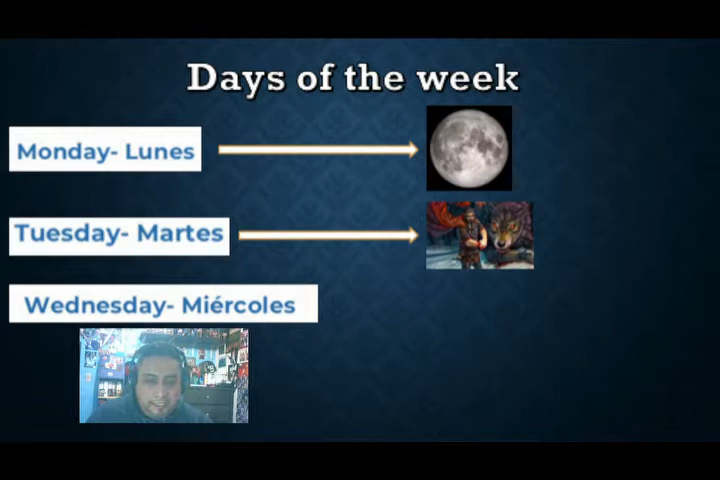 Days of the week
Monday- Lunes
Tuesday- Martes
Wednesday- Miércoles